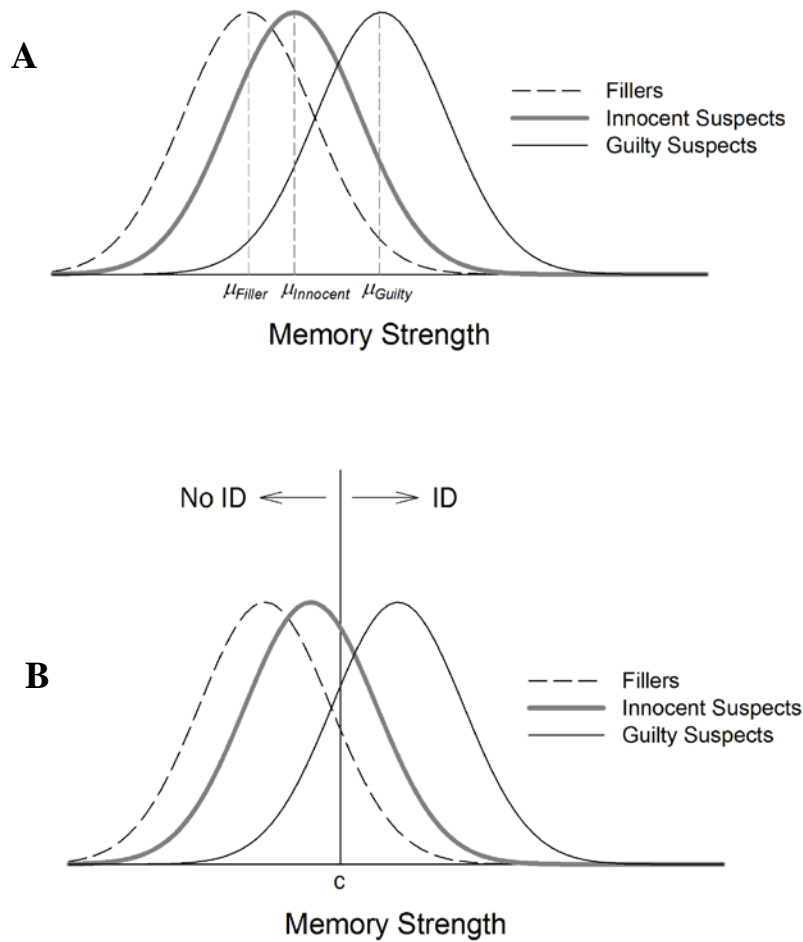 A
Fillers
Innocent Suspects
Guilty Suspects
μFiller μInnocent μGuilty
Memory Strength
No ID ID
B
Fillers
Innocent Suspects
Guilty Suspects
c
Memory Strength